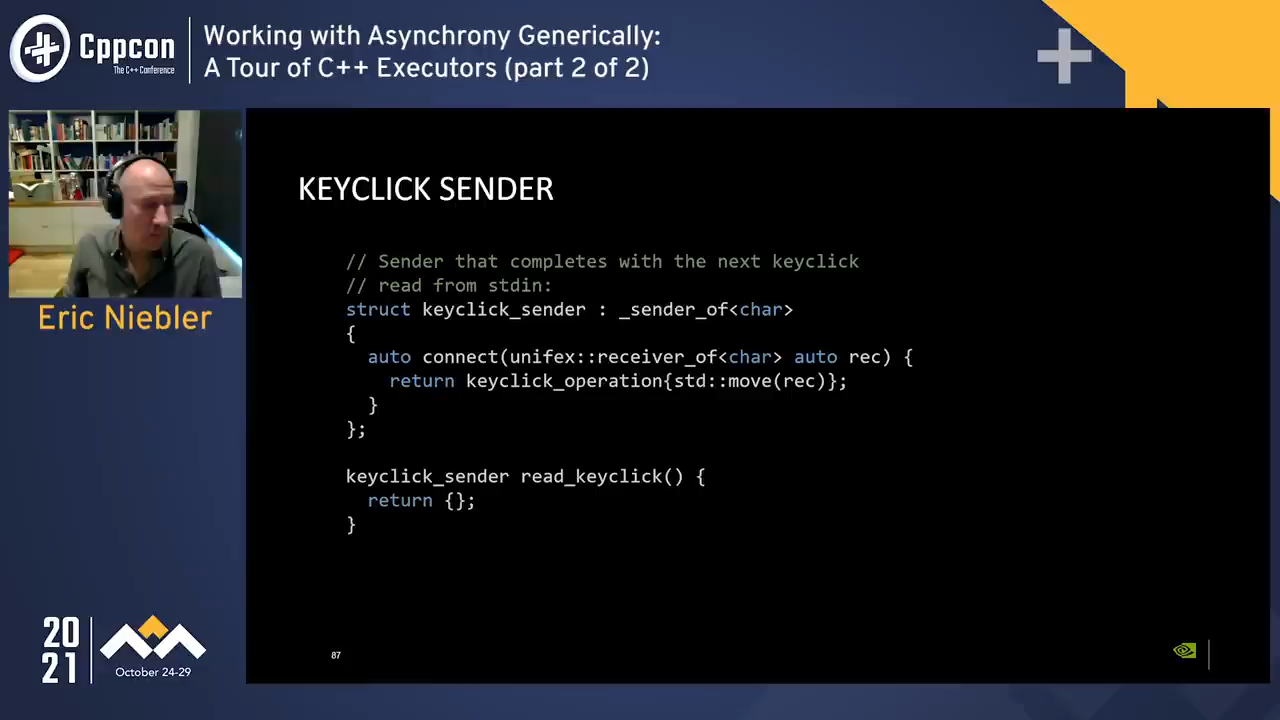 Cppcon
The C++ Conference
Working with Asynchrony Generically:
A Tour of C++ Executors (part 2 of 2)
Eric Niebler
KEYCLICK SENDER
// Sender that completes with the next keyclick
// read from stdin:
struct keyclick_sender : _sender_of<char>
{
  auto connect(unifex::receiver_of<char> auto rec) {
    return keyclick_operation{std::move(rec)};
  }
};
keyclick_sender read_keyclick() {
  return {};
}
87
20
21
October 24-29